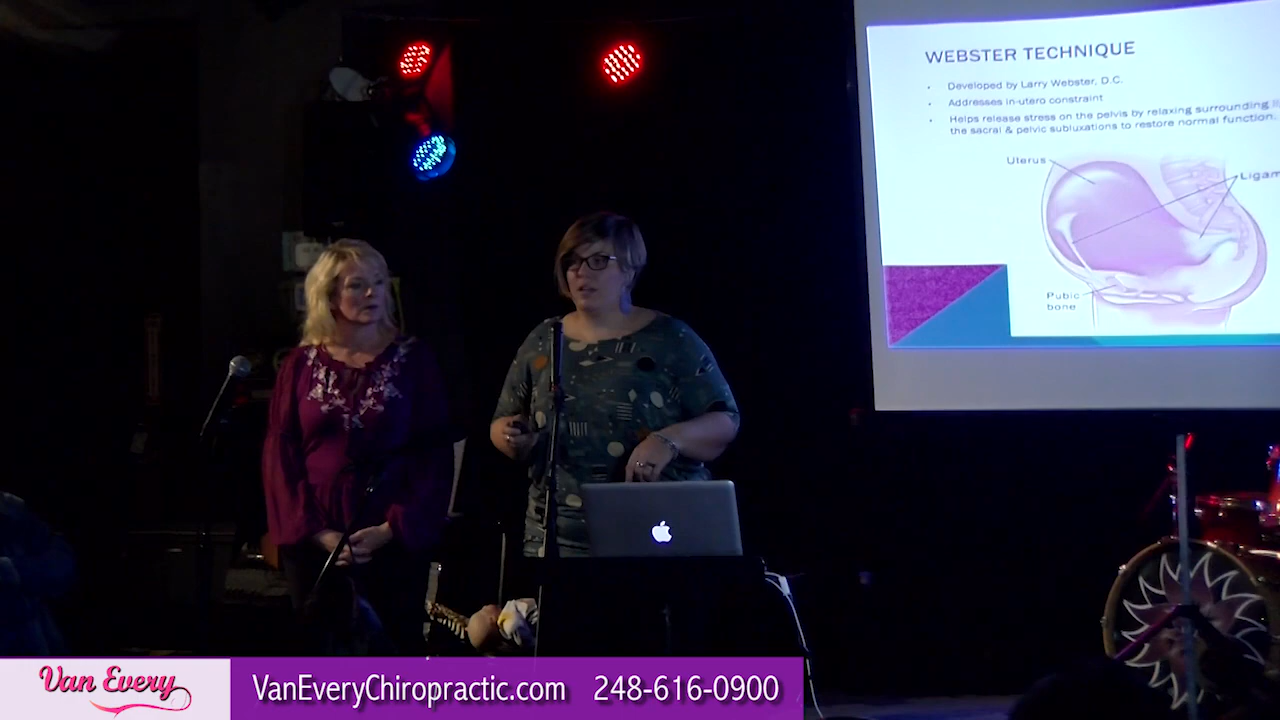 WEBSTER TECHNIQUE
• Developed by Larry Webster, D.C.
• Addresses in-utero constraint
• Helps release stress on the pelvis by relaxing surrounding
the sacral & pelvic subluxations to restore normal function.
Uterus
Ligam
Pubic
bone
Van Every
VanEveryChiropractic.com 248-616-0900